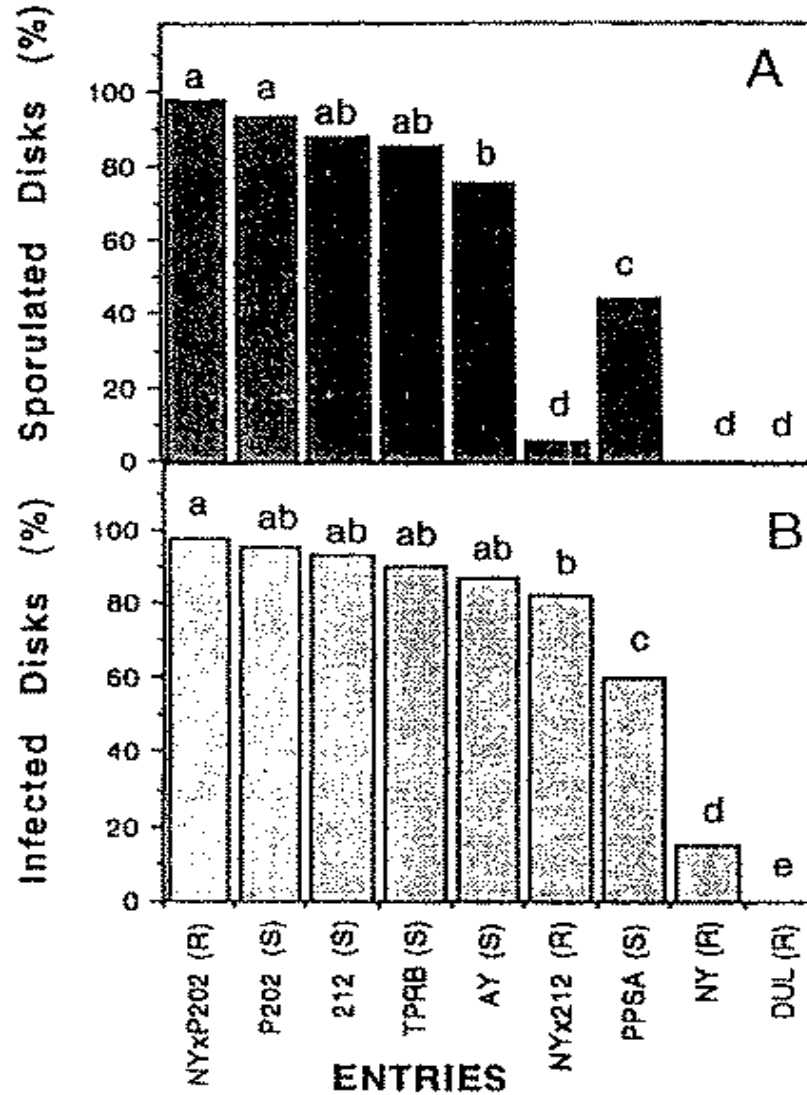 Sporulated Disks (%)
A
100
80
60
40
20
0
a
a
ab
ab
b
d
c
d
d
Infected Disks (%)
B
100
80
60
40
20
0
a
ab
ab
ab
ab
b
c
d
e
NYxP202 (R)
P202 (S)
212 (S)
TPRB (S)
AY (S)
NYx212 (R)
PPSA (S)
NY (R)
DUL (R)
ENTRIES